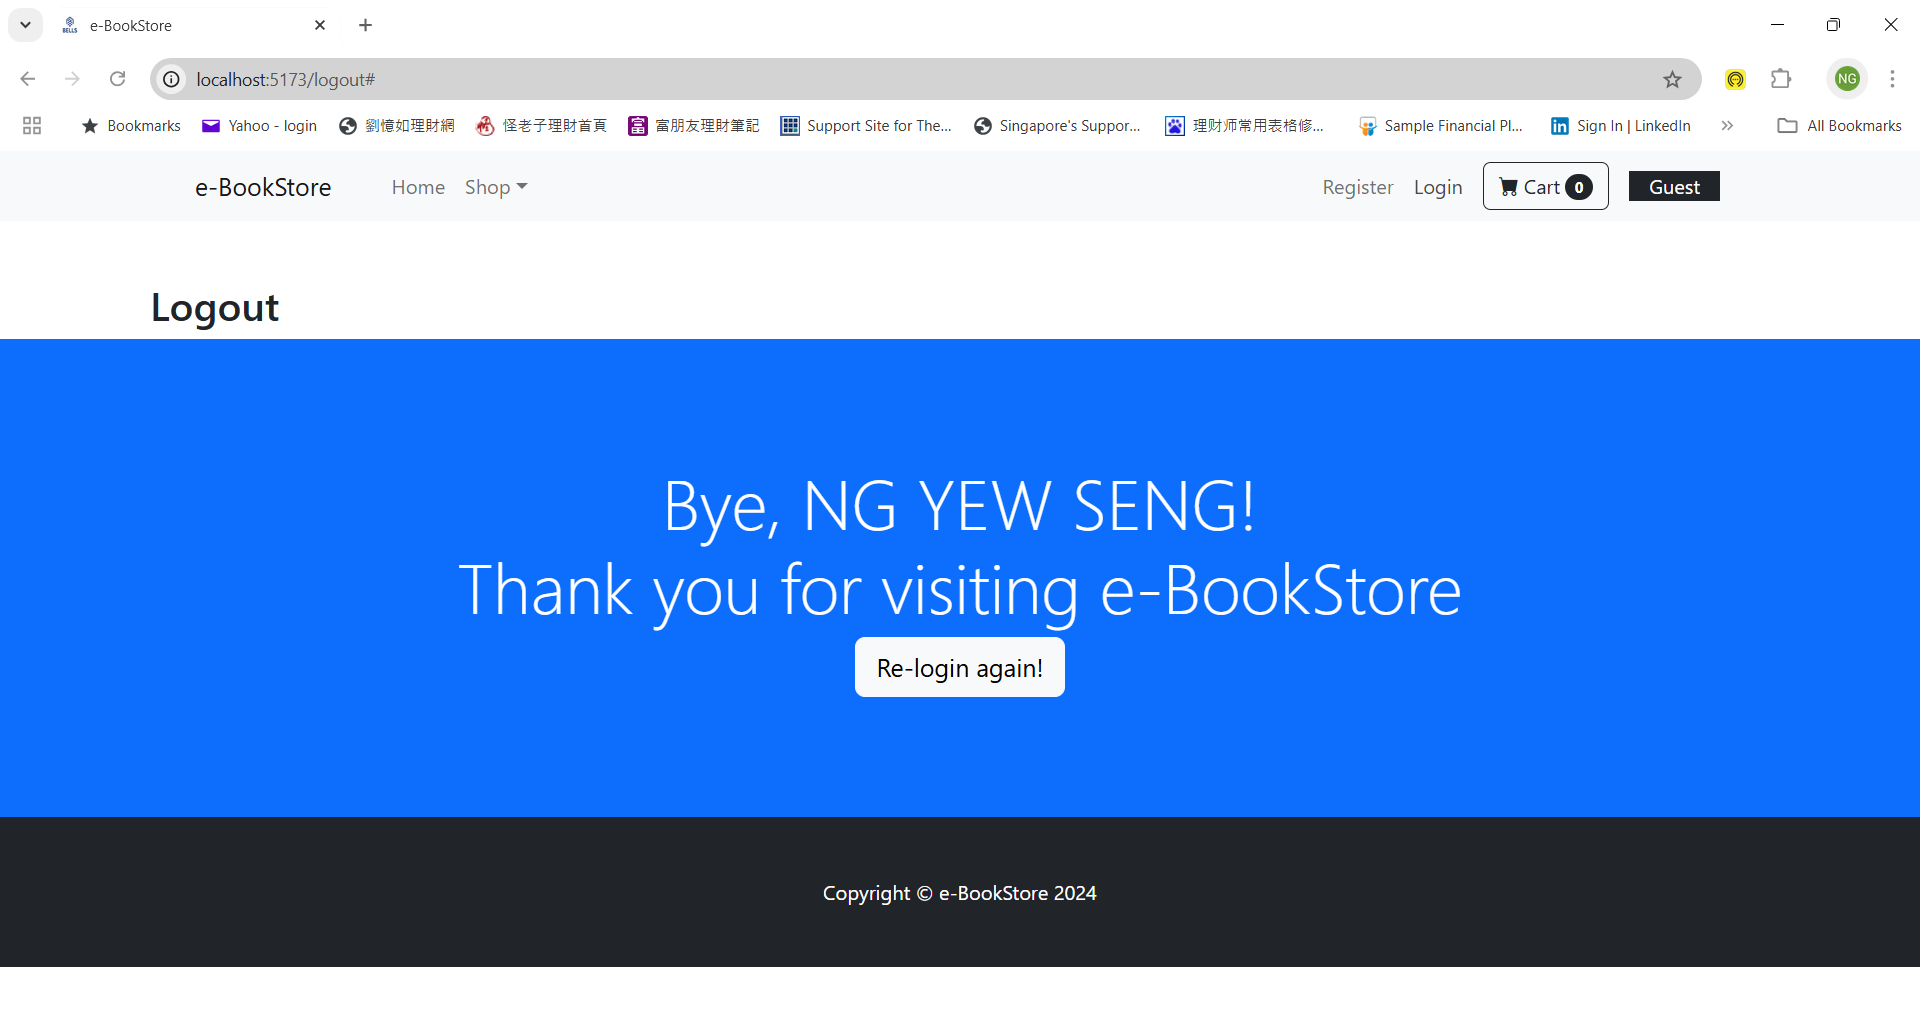 e-BookStore
localhost:5173/logout#
NG
Bookmarks Yahoo - login 劉憶如理財網 怪老子理財首頁 富朋友理財筆記 Support Site for The... Singapore's Suppor... 理财师常用表格修... Sample Financial Pl... Sign In | LinkedIn All Bookmarks
e-BookStore Home Shop Register Login Cart 0 Guest
Logout
Bye, NG YEW SENG!
Thank you for visiting e-BookStore
Re-login again!
Copyright © e-BookStore 2024